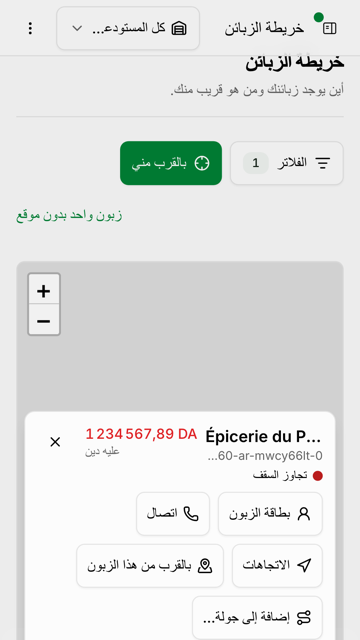 خريطة الزبائن
كل المستودعـ...
خريطة الزبائن
أين يوجد زبائنك ومن هو قريب منك.
الفلاتر 1
بالقرب مني
زبون واحد بدون موقع
+
−
Épicerie du P...
1 234 567,89 DA
...60-ar-mwcy66lt-0
عليه دين
تجاوز السقف
بطاقة الزبون
اتصال
الاتجاهات
بالقرب من هذا الزبون
إضافة إلى جولة...